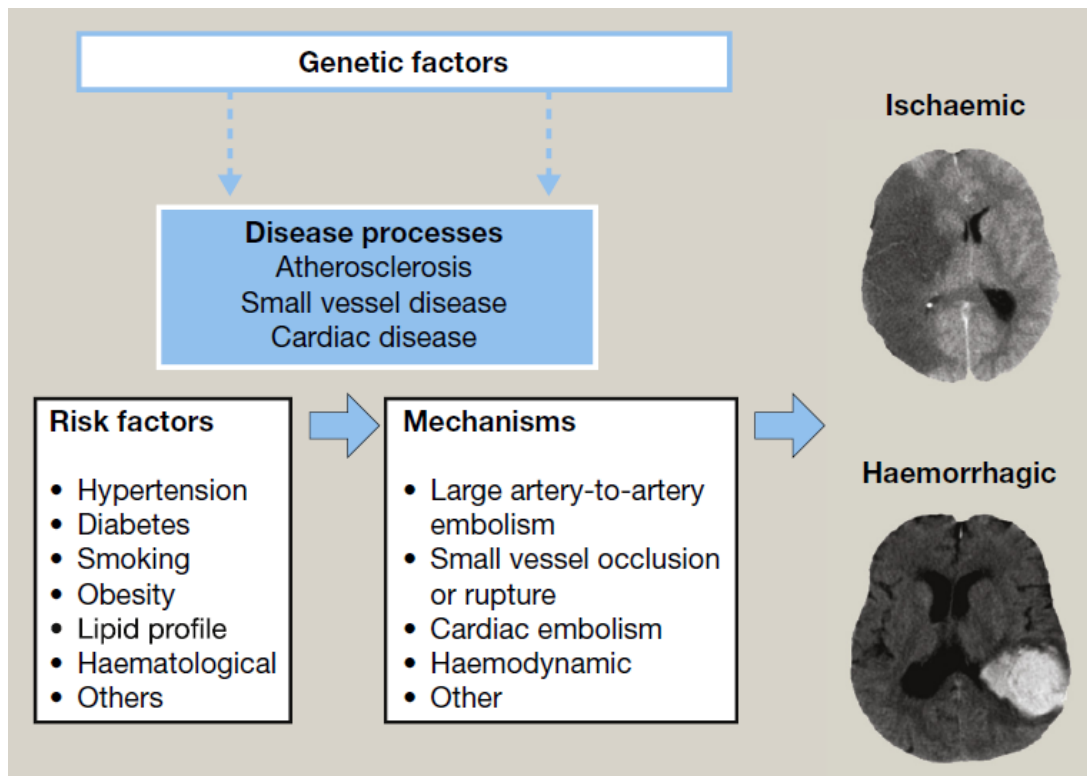 Genetic factors
Disease processes
Atherosclerosis
Small vessel disease
Cardiac disease
Risk factors
• Hypertension
• Diabetes
• Smoking
• Obesity
• Lipid profile
• Haematological
• Others
Mechanisms
• Large artery-to-artery
embolism
• Small vessel occlusion
or rupture
• Cardiac embolism
• Haemodynamic
• Other
Ischaemic
Haemorrhagic